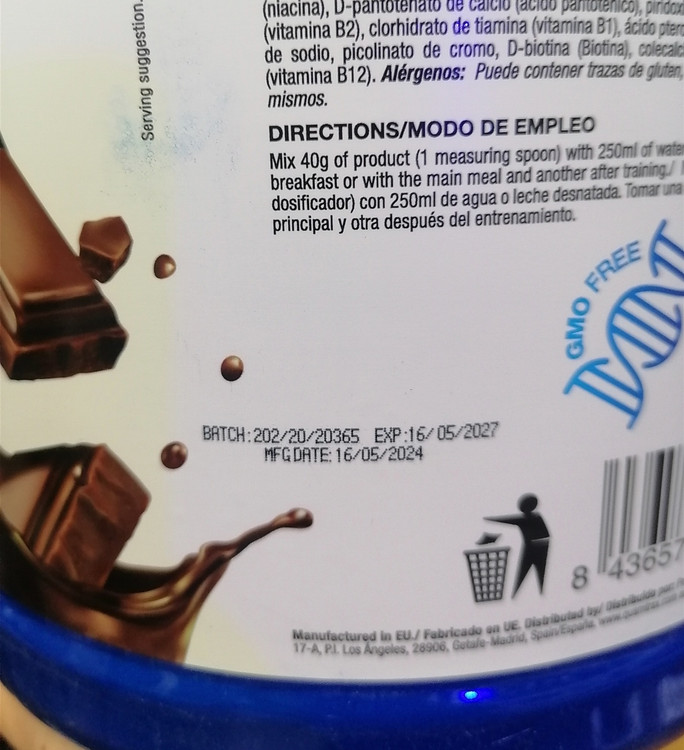 Serving suggestion.
(niacina), D-pantotenato de calcio (ácido pantoténico),
(vitamina B2), clorhidrato de tiamina (vitamina B1), ácido
de sodio, picolinato de cromo, D-biotina (Biotina),
(vitamina B12). Alérgenos: Puede contener trazas de gluten,
mismos.
DIRECTIONS/MODO DE EMPLEO
Mix 40g of product (1 measuring spoon) with 250ml of water
breakfast or with the main meal and another after training./
dosificador) con 250ml de agua o leche desnatada. Tomar una
principal y otra después del entrenamiento.
GMO FREE
BATCH:202/20/20365 EXP:16/05/2027
MFG DATE: 16/05/2024
8 43657
Manufactured in EU./ Fabricado en UE. Distributed by/ Distribuido por:
17-A, P.I. Los Ángeles, 28906, Getafe-Madrid, Spain/España.